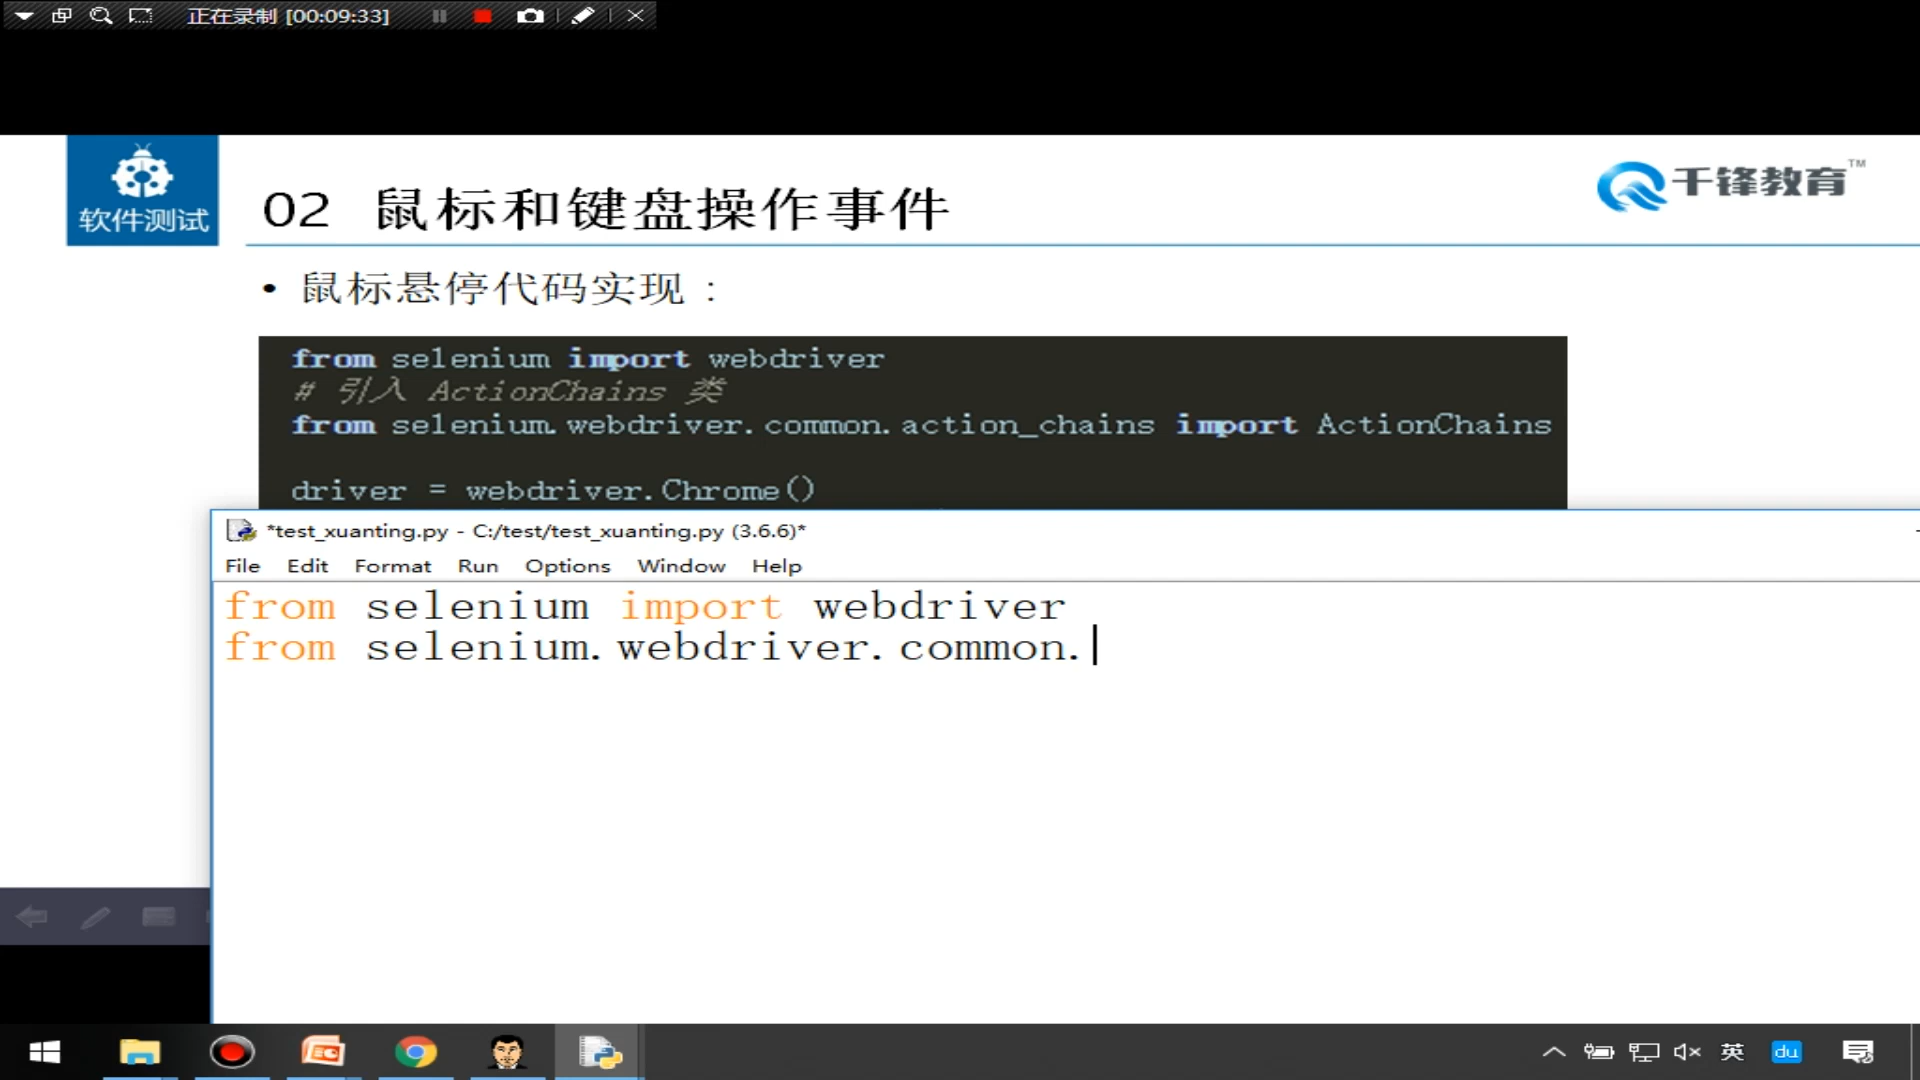 正在录制 [00:09:33]
软件测试
02 鼠标和键盘操作事件
千锋教育™
• 鼠标悬停代码实现：
from selenium import webdriver
# 引入 ActionChains 类
from selenium.webdriver.common.action_chains import ActionChains
driver = webdriver.Chrome()
*test_xuanting.py - C:/test/test_xuanting.py (3.6.6)*
File Edit Format Run Options Window Help
from selenium import webdriver
from selenium.webdriver.common.
英 du